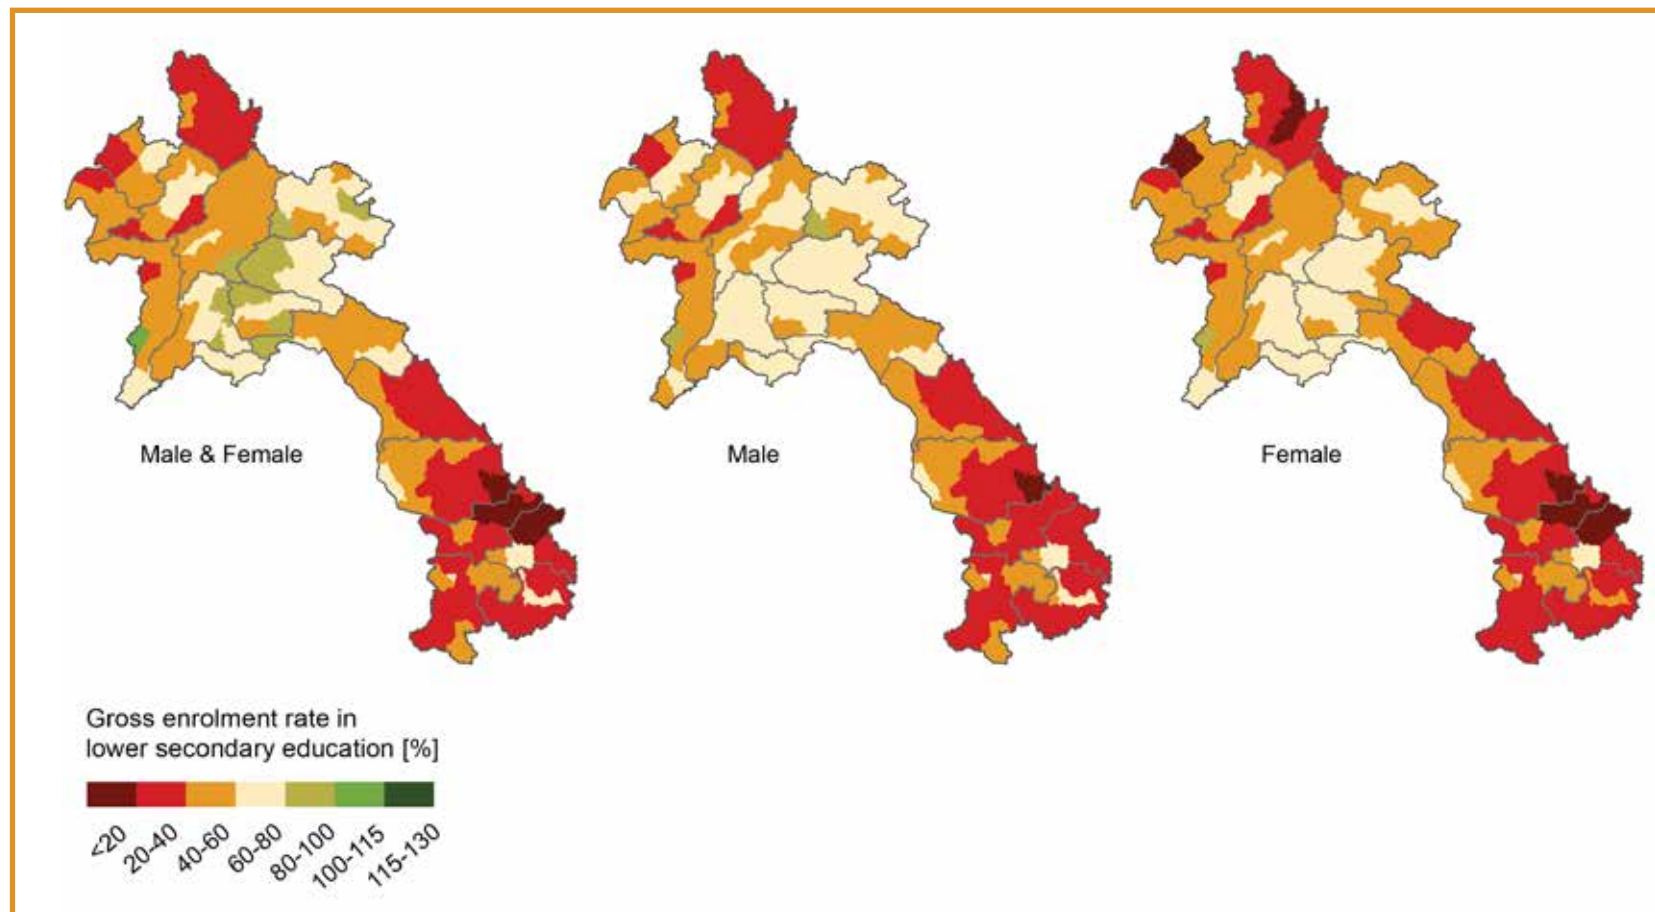 Male & Female
Male
Female
Gross enrolment rate in
lower secondary education [%]
<20
20-40
40-60
60-80
80-100
100-115
115-130